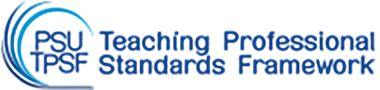 PSU
TPSF
Teaching Professional
Standards Framework